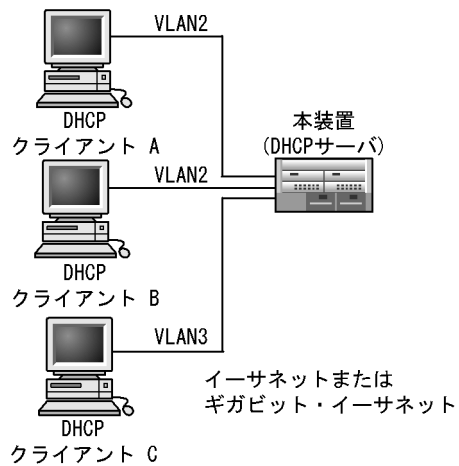 VLAN2
DHCP
クライアント A
本装置
(DHCPサーバ)
VLAN2
DHCP
クライアント B
VLAN3
DHCP
クライアント C
イーサネットまたは
ギガビット・イーサネット